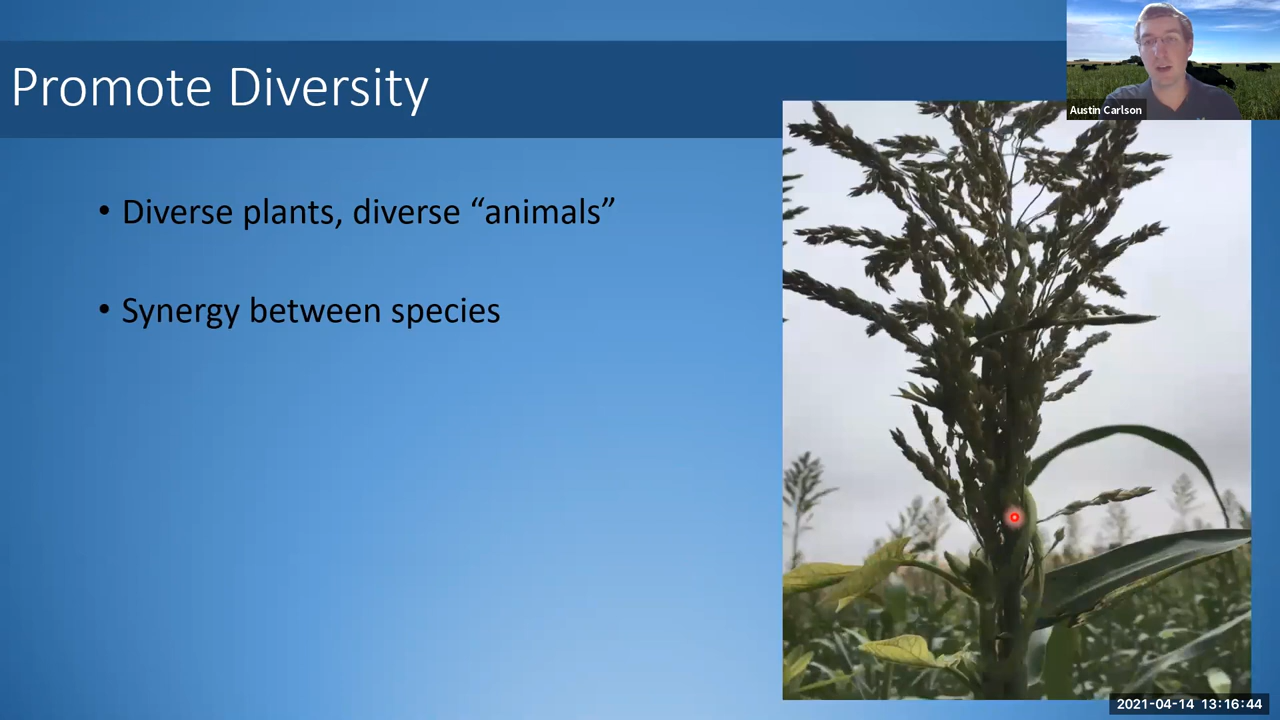 Promote Diversity
Austin Carlson
• Diverse plants, diverse “animals”
• Synergy between species
2021-04-14 13:16:44